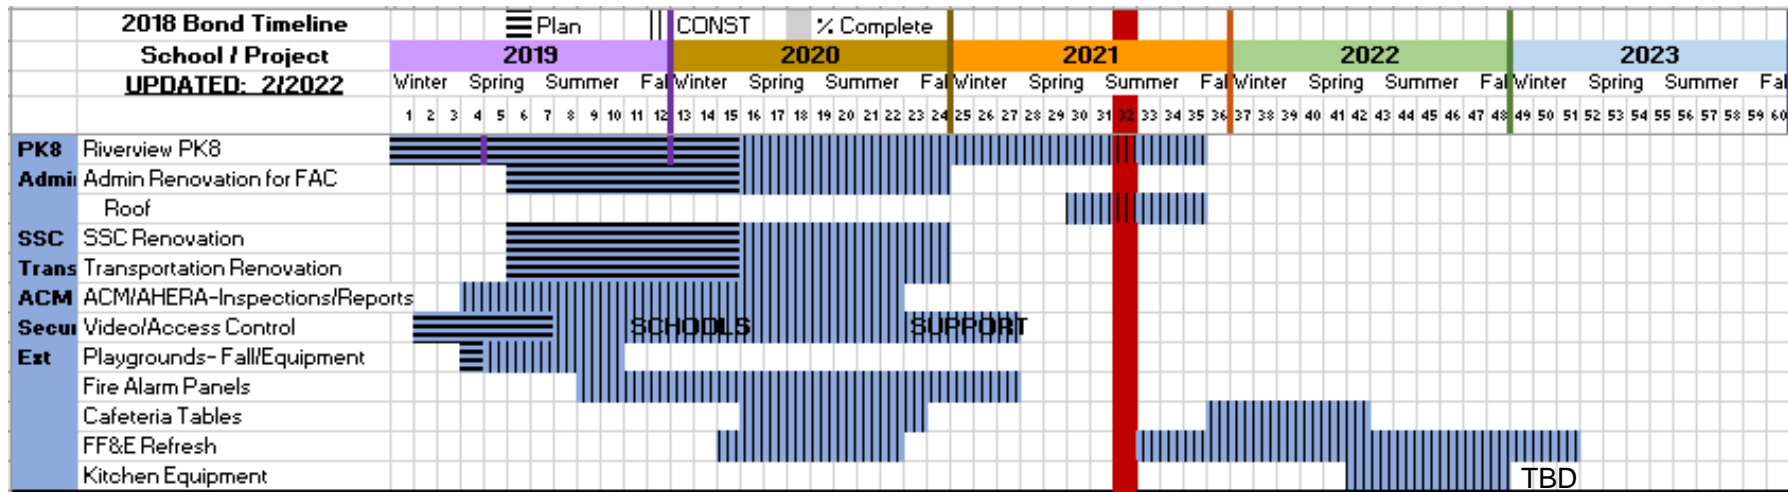 2018 Bond Timeline Plan CONST % Complete
School / Project 2019 2020 2021 2022 2023
UPDATED: 2/2022 Winter Spring Summer Fal Winter Spring Summer Fal Winter Spring Summer Fal Winter Spring Summer Fal Winter Spring Summer Fal
1 2 3 4 5 6 7 8 9 10 11 12 13 14 15 16 17 18 19 20 21 22 23 24 25 26 27 28 29 30 31 32 33 34 35 36 37 38 39 40 41 42 43 44 45 46 47 48 49 50 51 52 53 54 55 56 57 58 59 60
PK8 Riverview PK8
Admi Admin Renovation for FAC
Roof
SSC SSC Renovation
Trans Transportation Renovation
ACM ACM/AHERA-Inspections/Reports
Secu Video/Access Control SCHOOLS SUPPORT
Ext Playgrounds- Fall/Equipment
Fire Alarm Panels
Cafeteria Tables
FF&E Refresh
Kitchen Equipment TBD